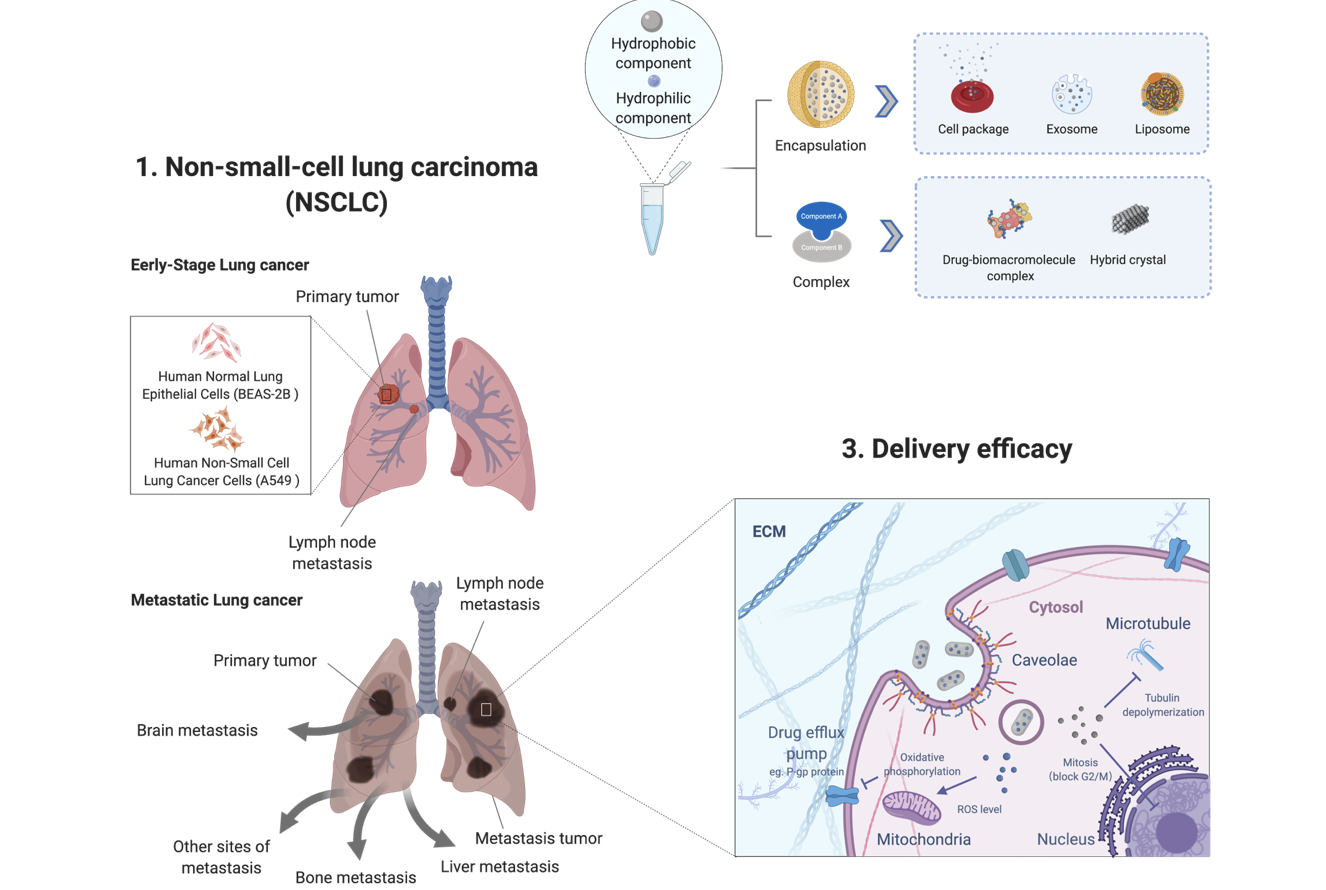 Hydrophobic
component
Hydrophilic
component
Encapsulation
Cell package
Exosome
Liposome
Component A
Component B
Complex
Drug-biomacromolecule
complex
Hybrid crystal
1. Non-small-cell lung carcinoma
(NSCLC)
Eerly-Stage Lung cancer
Primary tumor
Human Normal Lung
Epithelial Cells (BEAS-2B )
Human Non-Small Cell
Lung Cancer Cells (A549 )
Lymph node
metastasis
Metastatic Lung cancer
Lymph node
metastasis
Primary tumor
Brain metastasis
Other sites of
metastasis
Bone metastasis
Liver metastasis
Metastasis tumor
3. Delivery efficacy
ECM
Cytosol
Microtubule
Caveolae
Tubulin
depolymerization
Drug efflux
pump
eg. P-gp protein
Oxidative
phosphorylation
Mitosis
(block G2/M)
ROS level
Mitochondria
Nucleus